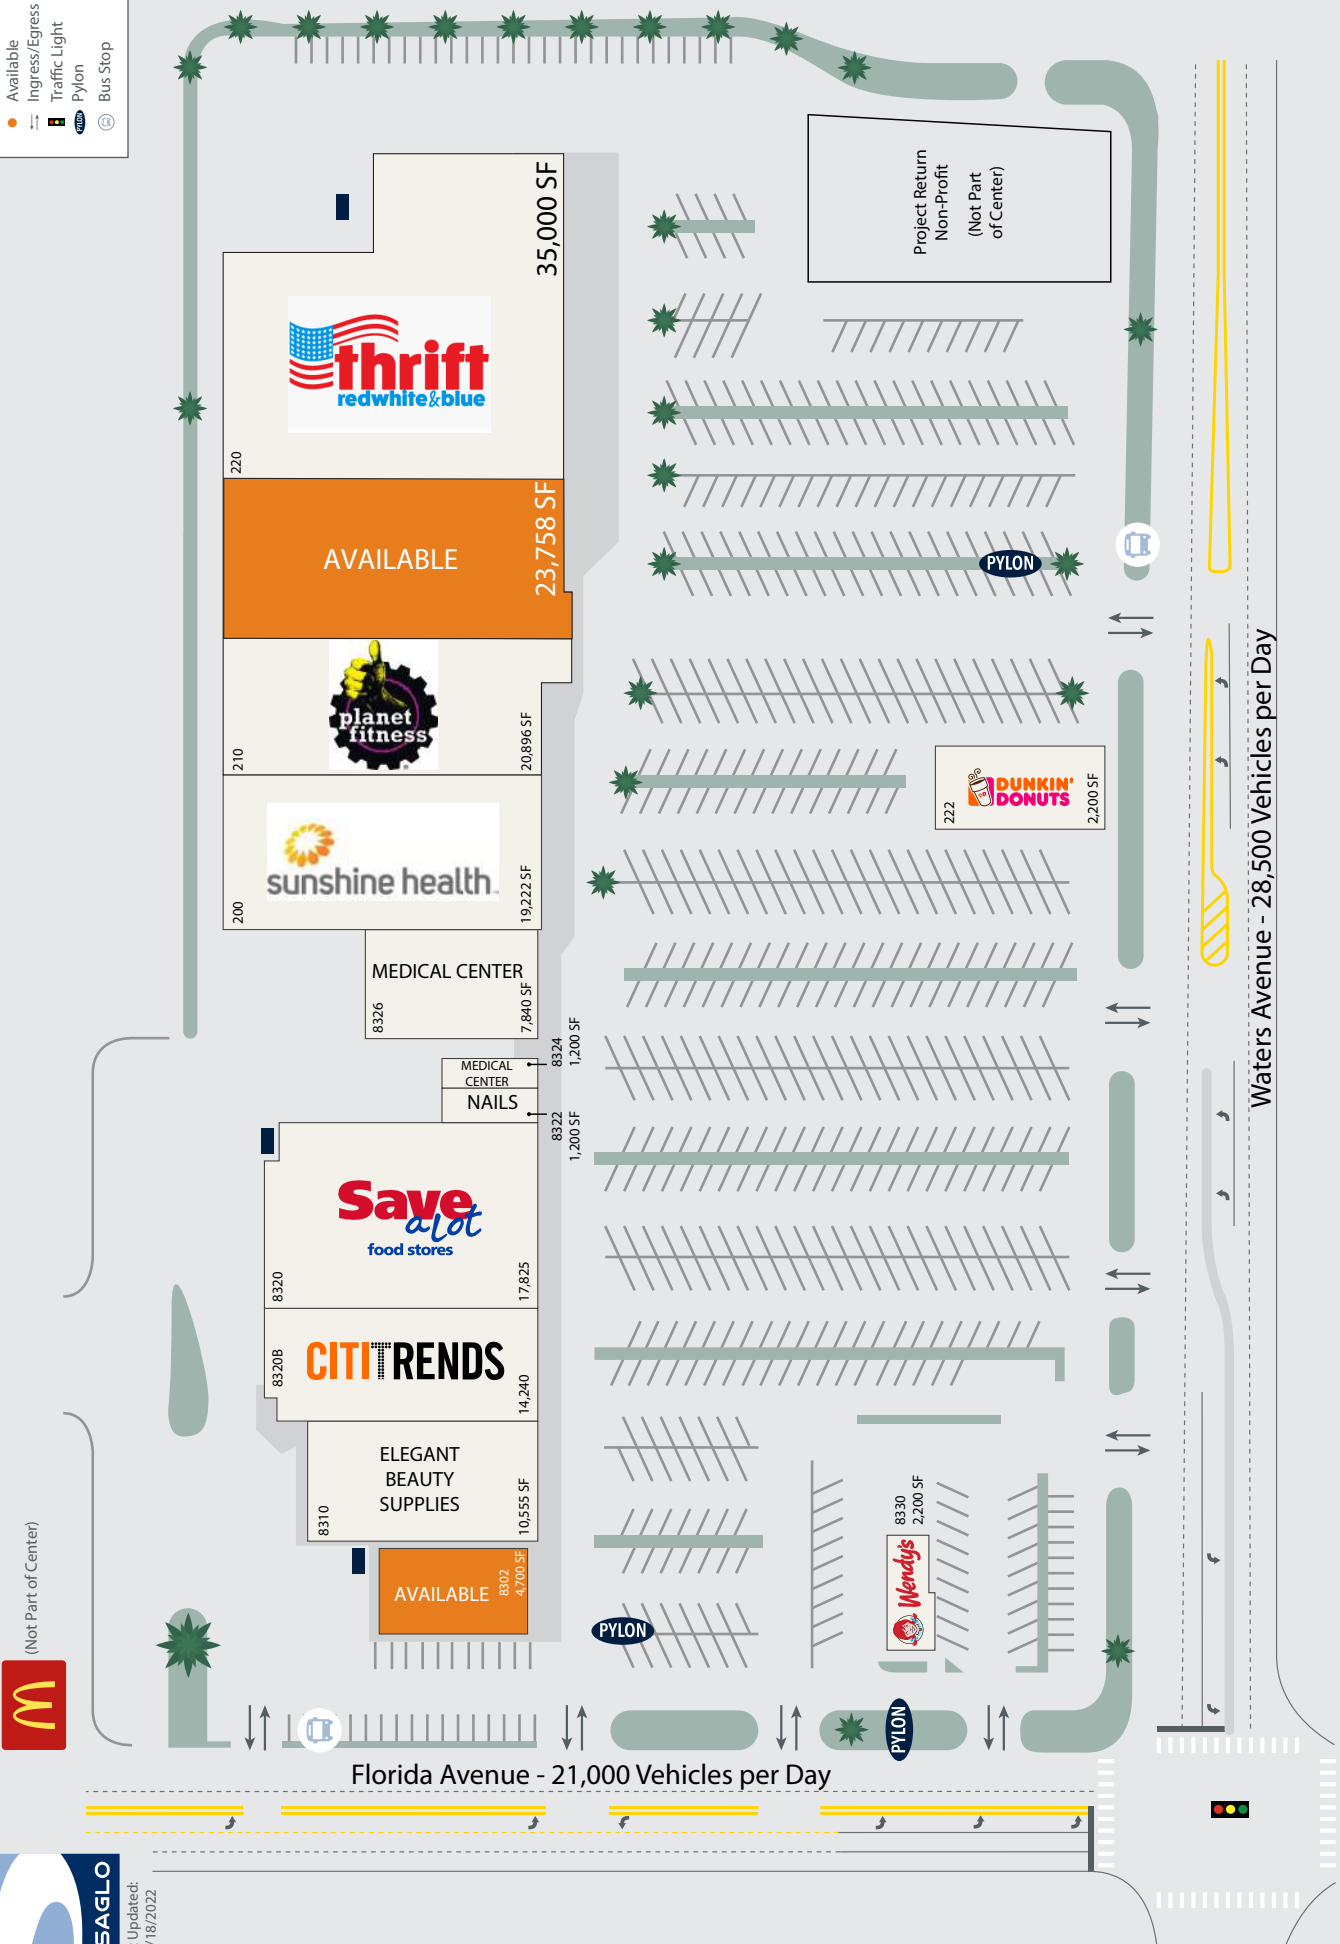 Available
Ingress/Egress
Traffic Light
PYLON
Pylon
Bus Stop
35,000 SF
thrift
redwhite&blue
220
AVAILABLE
23,758 SF
planet
fitness
210
20,896 SF
sunshine health
200
19,222 SF
MEDICAL CENTER
8326
7,840 SF
MEDICAL
CENTER
8324
1,200 SF
NAILS
8322
1,200 SF
Save
a Lot
food stores
8320
17,825
CITITRENDS
8320B
14,240
ELEGANT
BEAUTY
SUPPLIES
8310
10,555 SF
AVAILABLE
8302
4,700 SF
Project Return
Non-Profit
(Not Part
of Center)
PYLON
DUNKIN'
DONUTS
222
2,200 SF
8330
2,200 SF
Wendy's
PYLON
PYLON
Waters Avenue - 28,500 Vehicles per Day
Florida Avenue - 21,000 Vehicles per Day
(Not Part of Center)
SAGLO
Updated:
/18/2022